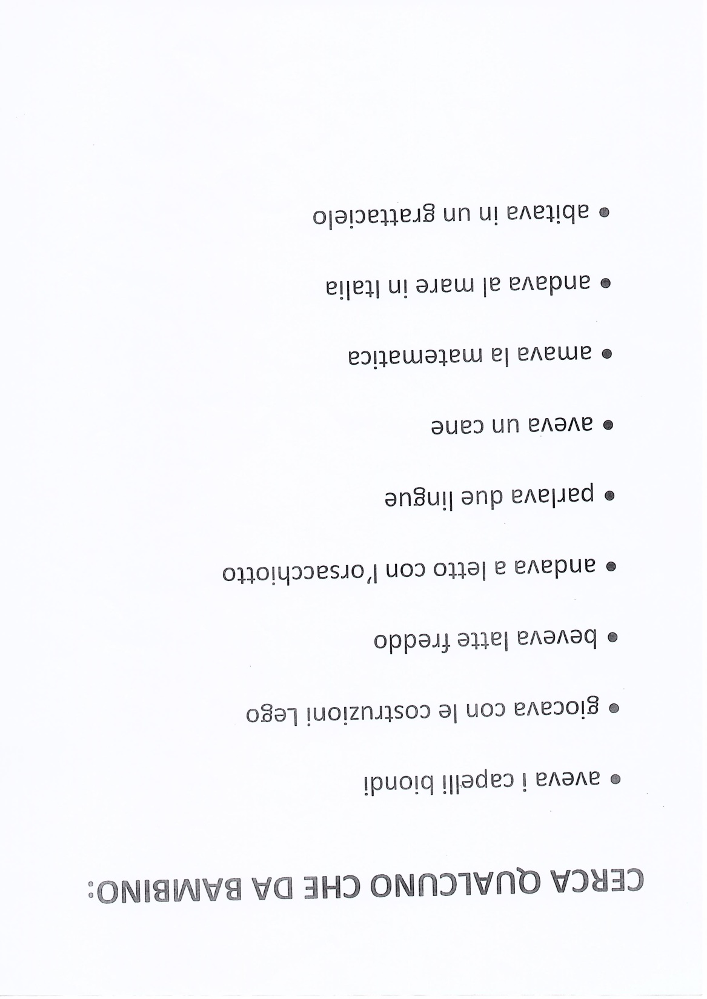 CERCA QUALCUNO CHE DA BAMBINO:
• aveva i capelli biondi
• giocava con le costruzioni Lego
• beveva latte freddo
• andava a letto con l'orsacchiotto
• parlava due lingue
• aveva un cane
• amava la matematica
• andava al mare in Italia
• abitava in un grattacielo